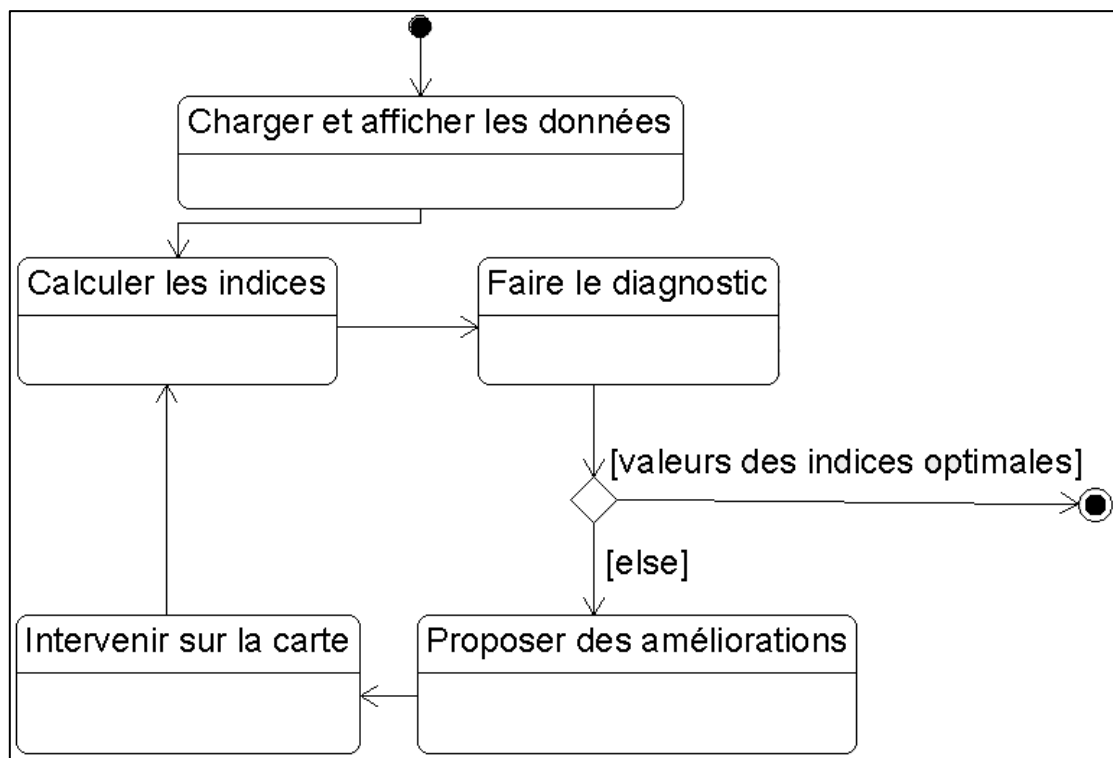 Charger et afficher les données
Calculer les indices
Faire le diagnostic
[valeurs des indices optimales]
[else]
Intervenir sur la carte
Proposer des améliorations